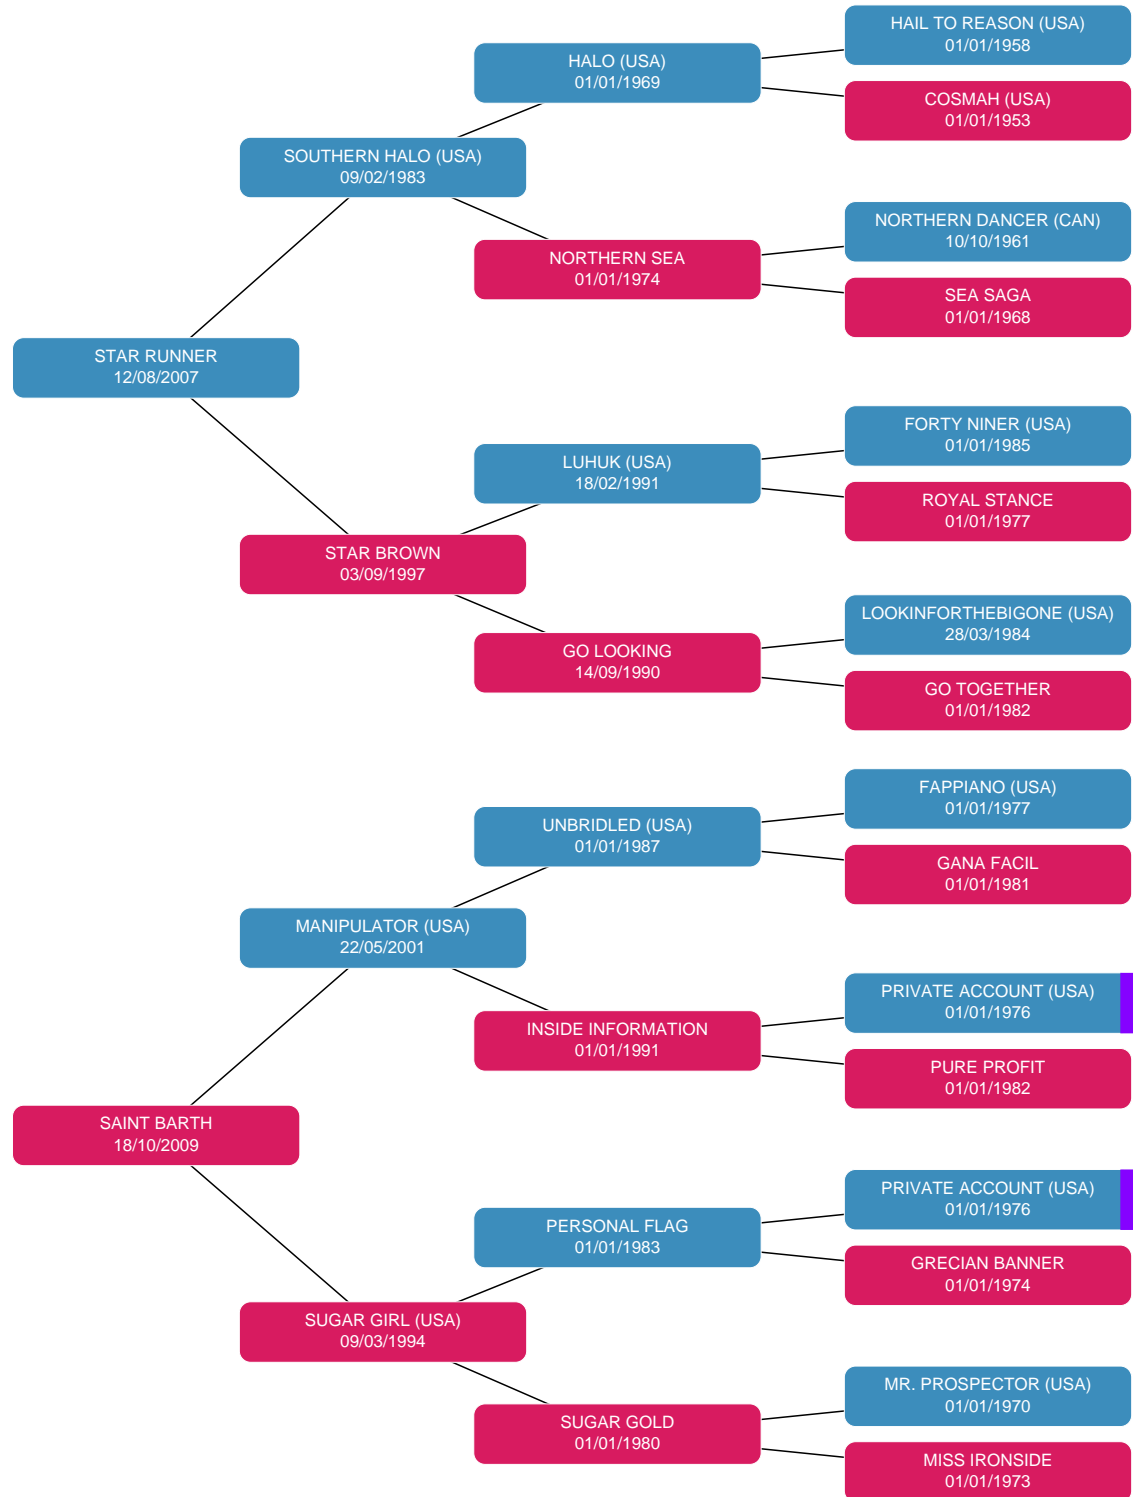 HAIL TO REASON (USA)
01/01/1958
HALO (USA)
01/01/1969
COSMAH (USA)
01/01/1953
SOUTHERN HALO (USA)
09/02/1983
NORTHERN DANCER (CAN)
10/10/1961
NORTHERN SEA
01/01/1974
SEA SAGA
01/01/1968
STAR RUNNER
12/08/2007
FORTY NINER (USA)
01/01/1985
LUHUK (USA)
18/02/1991
ROYAL STANCE
01/01/1977
STAR BROWN
03/09/1997
LOOKINFORTHEBIGONE (USA)
28/03/1984
GO LOOKING
14/09/1990
GO TOGETHER
01/01/1982
FAPPIANO (USA)
01/01/1977
UNBRIDLED (USA)
01/01/1987
GANA FACIL
01/01/1981
MANIPULATOR (USA)
22/05/2001
PRIVATE ACCOUNT (USA)
01/01/1976
INSIDE INFORMATION
01/01/1991
PURE PROFIT
01/01/1982
SAINT BARTH
18/10/2009
PRIVATE ACCOUNT (USA)
01/01/1976
PERSONAL FLAG
01/01/1983
GRECIAN BANNER
01/01/1974
SUGAR GIRL (USA)
09/03/1994
MR. PROSPECTOR (USA)
01/01/1970
SUGAR GOLD
01/01/1980
MISS IRONSIDE
01/01/1973